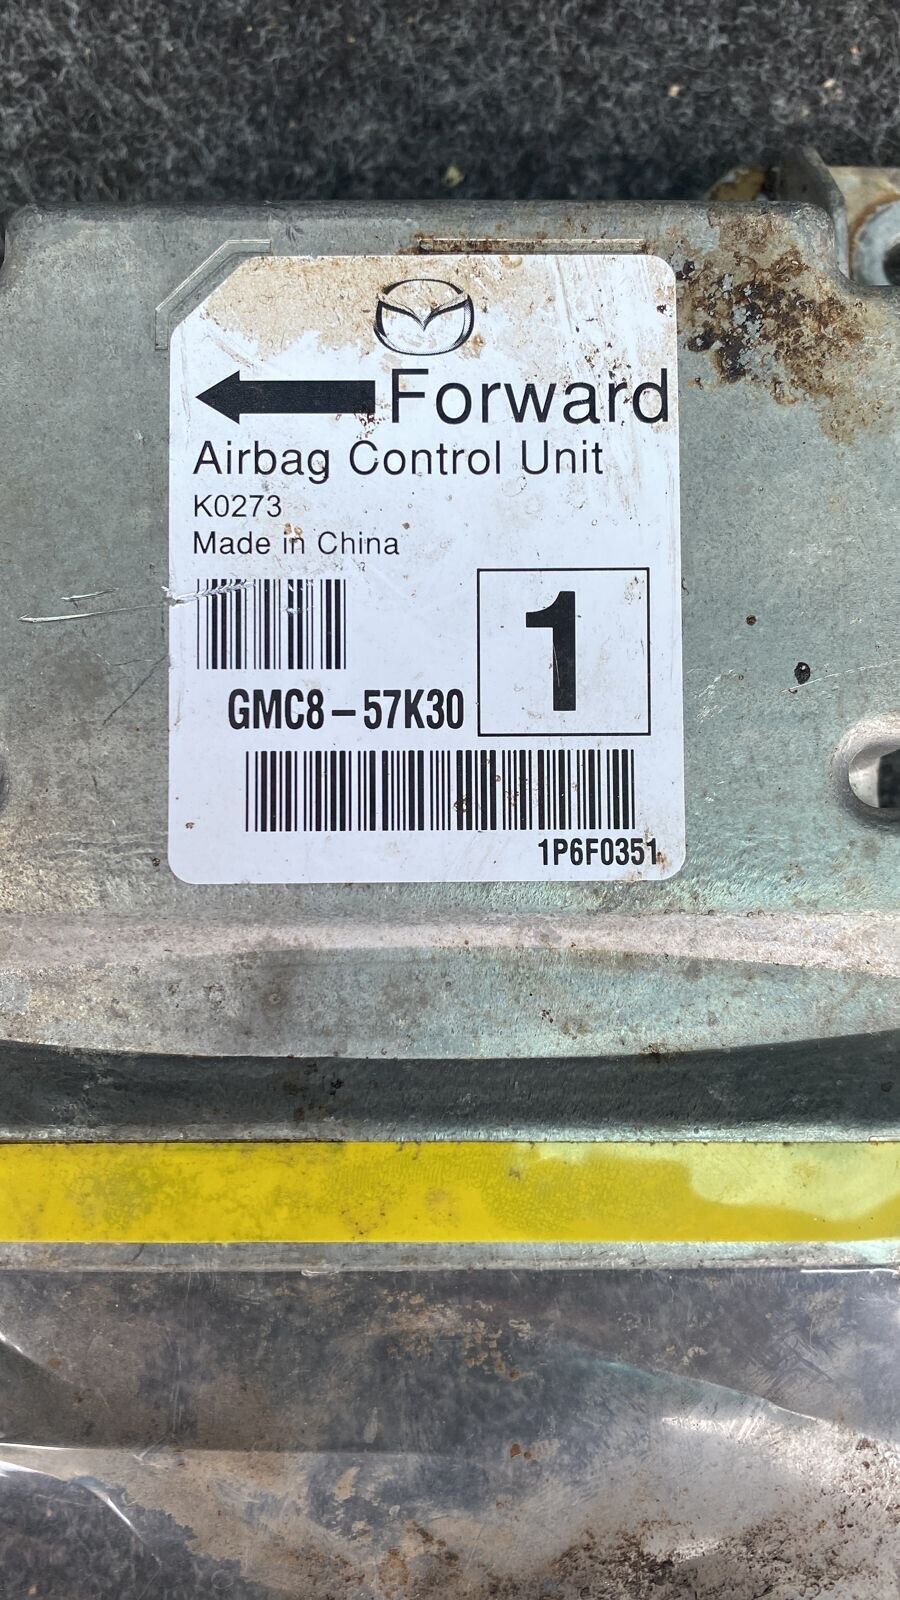 Forward
Airbag Control Unit
K0273
Made in China
1
GMC8-57K30
1P6F0351